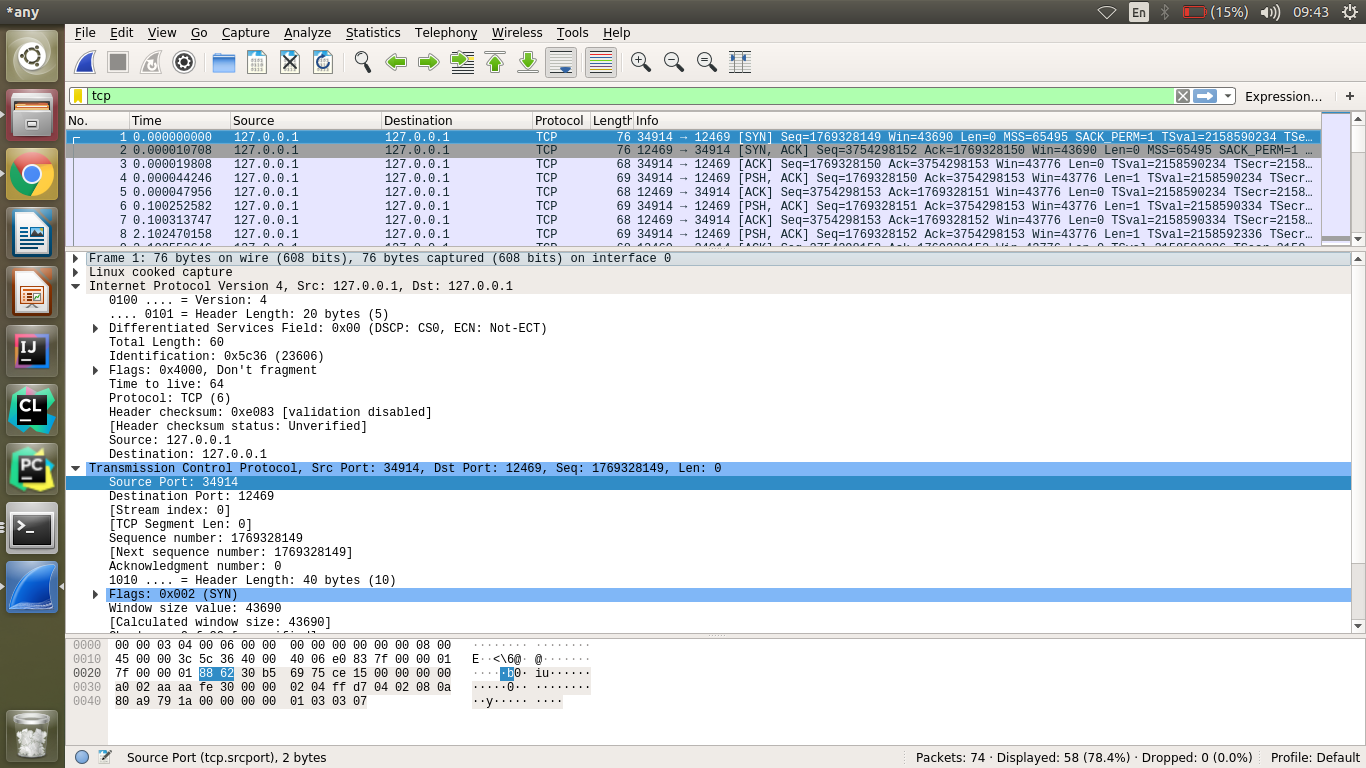 *any En (15%) 09:43
File Edit View Go Capture Analyze Statistics Telephony Wireless Tools Help
tcp Expression… +
No. Time Source Destination Protocol Length Info
1 0.000000000 127.0.0.1 127.0.0.1 TCP 76 34914 → 12469 [SYN] Seq=1769328149 Win=43690 Len=0 MSS=65495 SACK_PERM=1 TSval=2158590234 TSe…
2 0.000010708 127.0.0.1 127.0.0.1 TCP 76 12469 → 34914 [SYN, ACK] Seq=3754298152 Ack=1769328150 Win=43690 Len=0 MSS=65495 SACK_PERM=1 …
3 0.000019808 127.0.0.1 127.0.0.1 TCP 68 34914 → 12469 [ACK] Seq=1769328150 Ack=3754298153 Win=43776 Len=0 TSval=2158590234 TSecr=2158…
4 0.000044246 127.0.0.1 127.0.0.1 TCP 69 34914 → 12469 [PSH, ACK] Seq=1769328150 Ack=3754298153 Win=43776 Len=1 TSval=2158590234 TSecr…
5 0.000047956 127.0.0.1 127.0.0.1 TCP 68 12469 → 34914 [ACK] Seq=3754298153 Ack=1769328151 Win=43776 Len=0 TSval=2158590234 TSecr=2158…
6 0.100252582 127.0.0.1 127.0.0.1 TCP 69 34914 → 12469 [PSH, ACK] Seq=1769328151 Ack=3754298153 Win=43776 Len=1 TSval=2158590334 TSecr…
7 0.100313747 127.0.0.1 127.0.0.1 TCP 68 12469 → 34914 [ACK] Seq=3754298153 Ack=1769328152 Win=43776 Len=0 TSval=2158590334 TSecr=2158…
8 2.102470158 127.0.0.1 127.0.0.1 TCP 69 34914 → 12469 [PSH, ACK] Seq=1769328152 Ack=3754298153 Win=43776 Len=1 TSval=2158592336 TSecr…
Frame 1: 76 bytes on wire (608 bits), 76 bytes captured (608 bits) on interface 0
Linux cooked capture
Internet Protocol Version 4, Src: 127.0.0.1, Dst: 127.0.0.1
0100 .... = Version: 4
.... 0101 = Header Length: 20 bytes (5)
Differentiated Services Field: 0x00 (DSCP: CS0, ECN: Not-ECT)
Total Length: 60
Identification: 0x5c36 (23606)
Flags: 0x4000, Don't fragment
Time to live: 64
Protocol: TCP (6)
Header checksum: 0xe083 [validation disabled]
[Header checksum status: Unverified]
Source: 127.0.0.1
Destination: 127.0.0.1
Transmission Control Protocol, Src Port: 34914, Dst Port: 12469, Seq: 1769328149, Len: 0
Source Port: 34914
Destination Port: 12469
[Stream index: 0]
[TCP Segment Len: 0]
Sequence number: 1769328149
[Next sequence number: 1769328149]
Acknowledgment number: 0
1010 .... = Header Length: 40 bytes (10)
Flags: 0x002 (SYN)
Window size value: 43690
[Calculated window size: 43690]
0000 00 00 03 04 00 06 00 00 00 00 00 00 00 00 08 00 ········ ········
0010 45 00 00 3c 5c 36 40 00 40 06 e0 83 7f 00 00 01 E··<\6@· @·······
0020 7f 00 00 01 88 62 30 b5 69 75 ce 15 00 00 00 00 ·····b0· iu······
0030 a0 02 aa aa fe 30 00 00 02 04 ff d7 04 02 08 0a ·····0·· ········
0040 80 a9 79 1a 00 00 00 00 01 03 03 07 ··y····· ····
Source Port (tcp.srcport), 2 bytes Packets: 74 · Displayed: 58 (78.4%) · Dropped: 0 (0.0%) Profile: Default
IJ
CL
PC